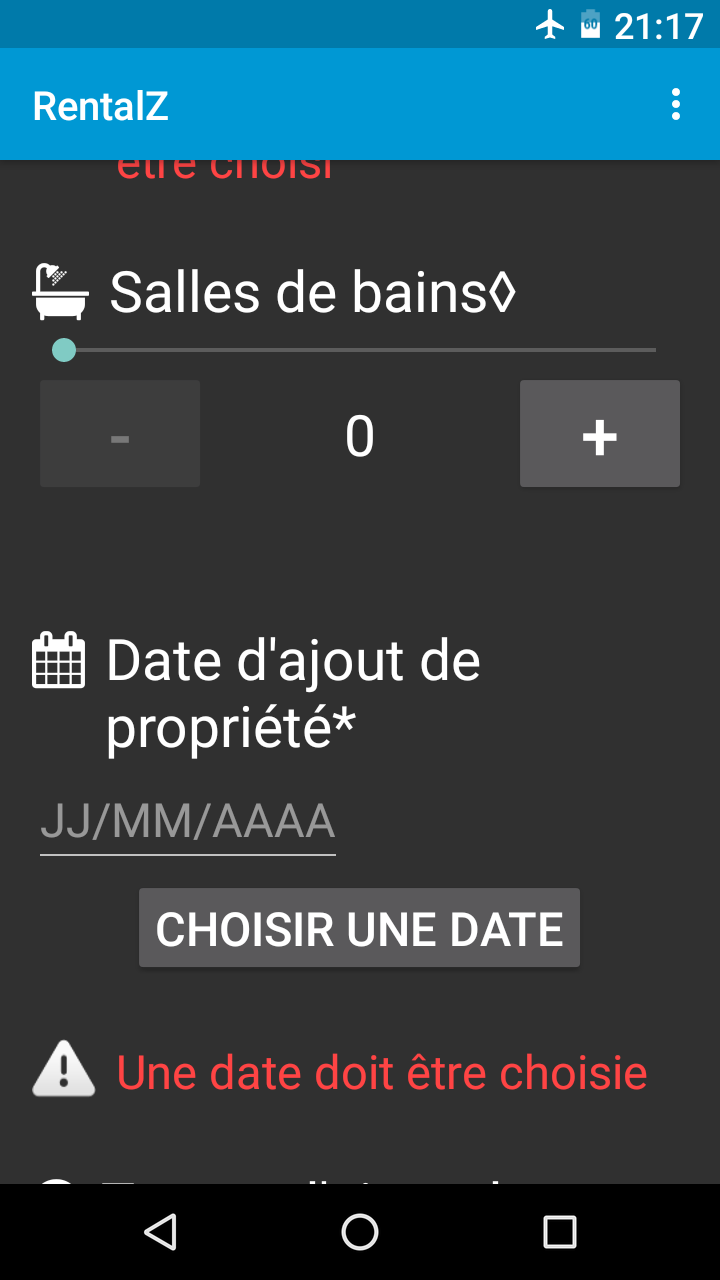 60 21:17
RentalZ
être choisi
Salles de bains◊
- 0 +
Date d'ajout de
propriété*
JJ/MM/AAAA
CHOISIR UNE DATE
Une date doit être choisie